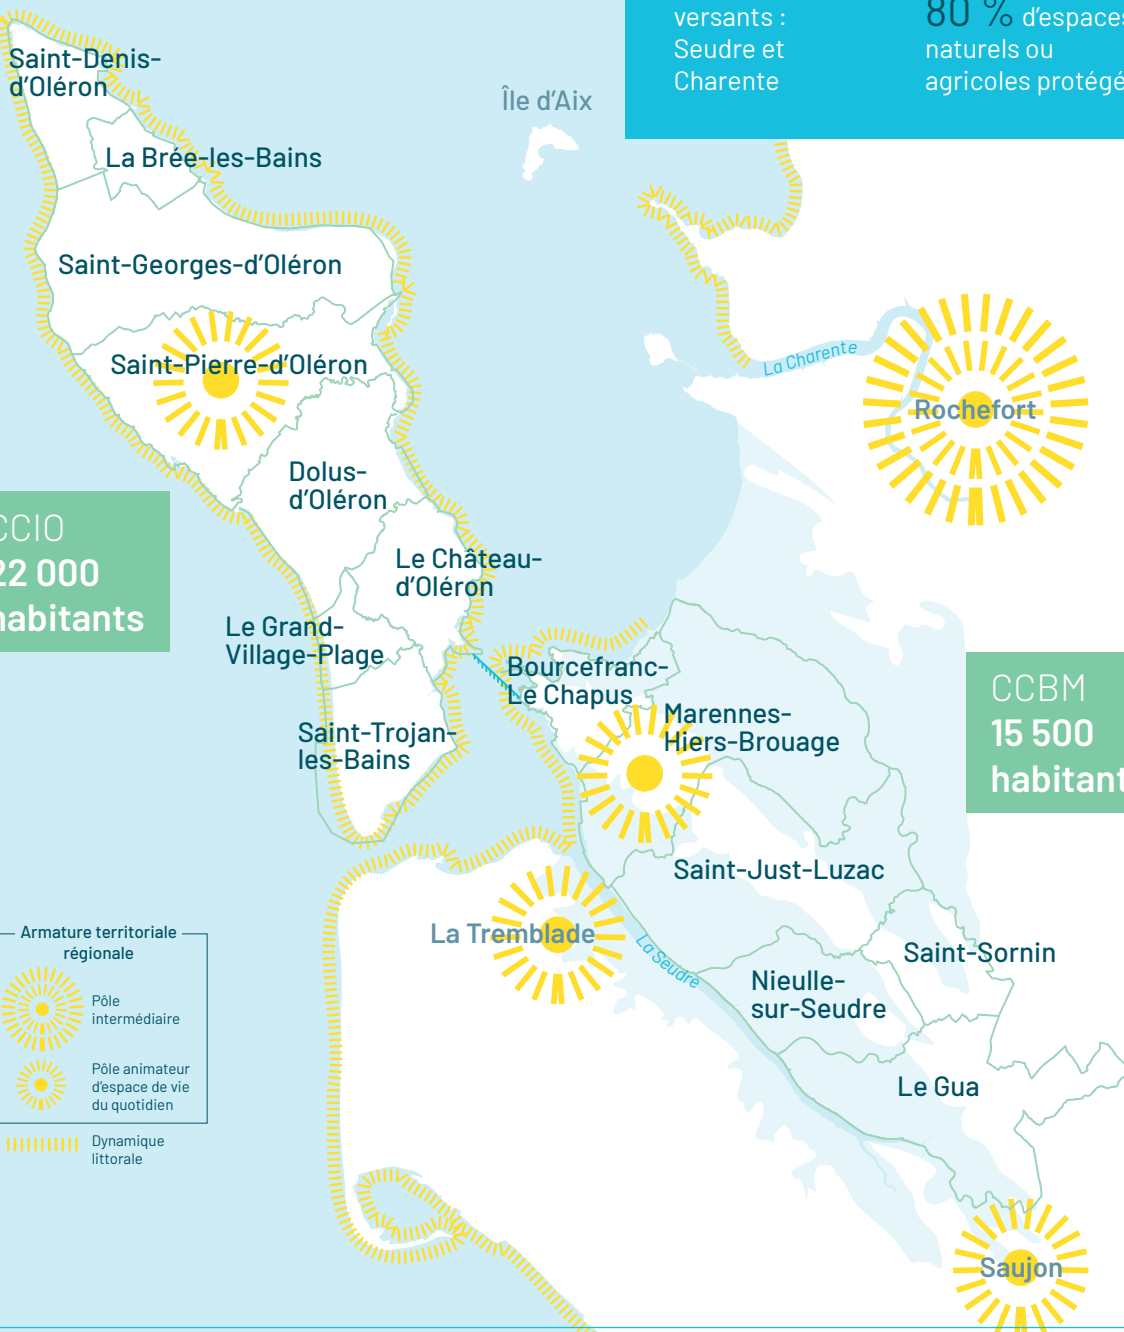 versants :
Seudre et
Charente
80 % d'espaces
naturels ou
agricoles protégé
Saint-Denis-
d'Oléron
Île d'Aix
La Brée-les-Bains
Saint-Georges-d'Oléron
Saint-Pierre-d'Oléron
La Charente
Rochefort
Dolus-
d'Oléron
CCIO
22 000
habitants
Le Château-
d'Oléron
Le Grand-
Village-Plage
Bourcefranc-
Le Chapus
Marennes-
Hiers-Brouage
CCBM
15 500
habitant
Saint-Trojan-
les-Bains
Saint-Just-Luzac
La Tremblade
La Seudre
Saint-Sornin
Nieulle-
sur-Seudre
Le Gua
Saujon
Armature territoriale
régionale
Pôle
intermédiaire
Pôle animateur
d'espace de vie
du quotidien
Dynamique
littorale